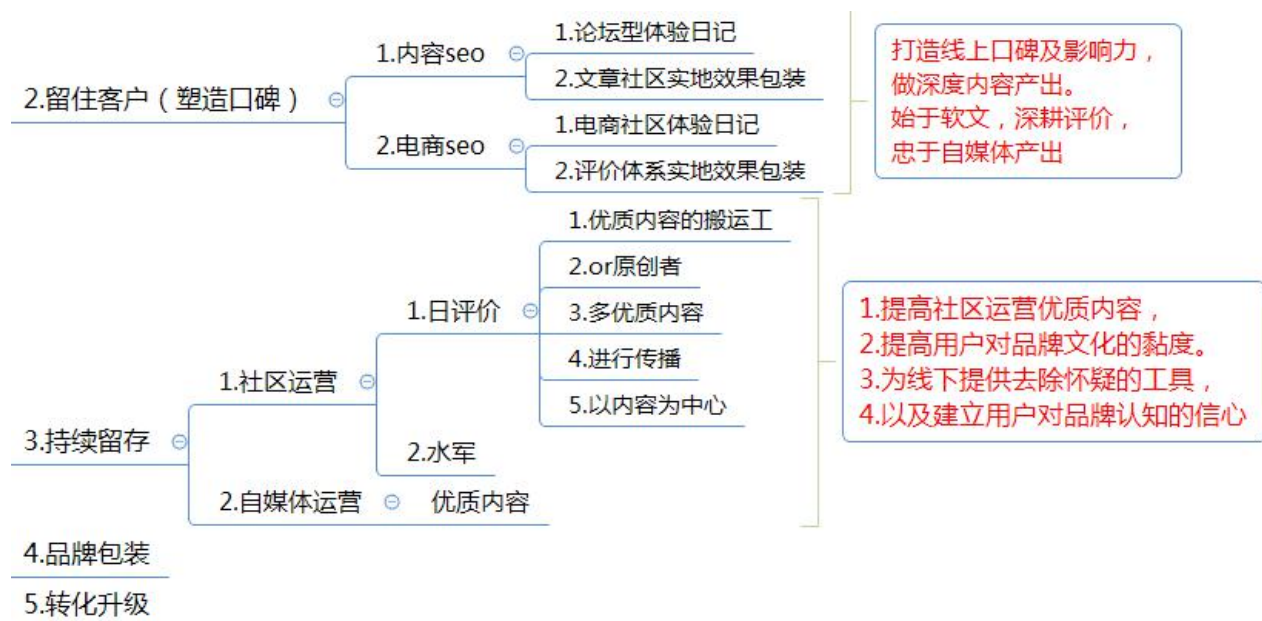 2.留住客户（塑造口碑）
1.内容seo
1.论坛型体验日记
2.文章社区实地效果包装
2.电商seo
1.电商社区体验日记
2.评价体系实地效果包装
打造线上口碑及影响力，
做深度内容产出。
始于软文，深耕评价，
忠于自媒体产出
3.持续留存
1.社区运营
1.日评价
1.优质内容的搬运工
2.or原创者
3.多优质内容
4.进行传播
5.以内容为中心
2.水军
2.自媒体运营
优质内容
1.提高社区运营优质内容，
2.提高用户对品牌文化的黏度。
3.为线下提供去除怀疑的工具，
4.以及建立用户对品牌认知的信心
4.品牌包装
5.转化升级